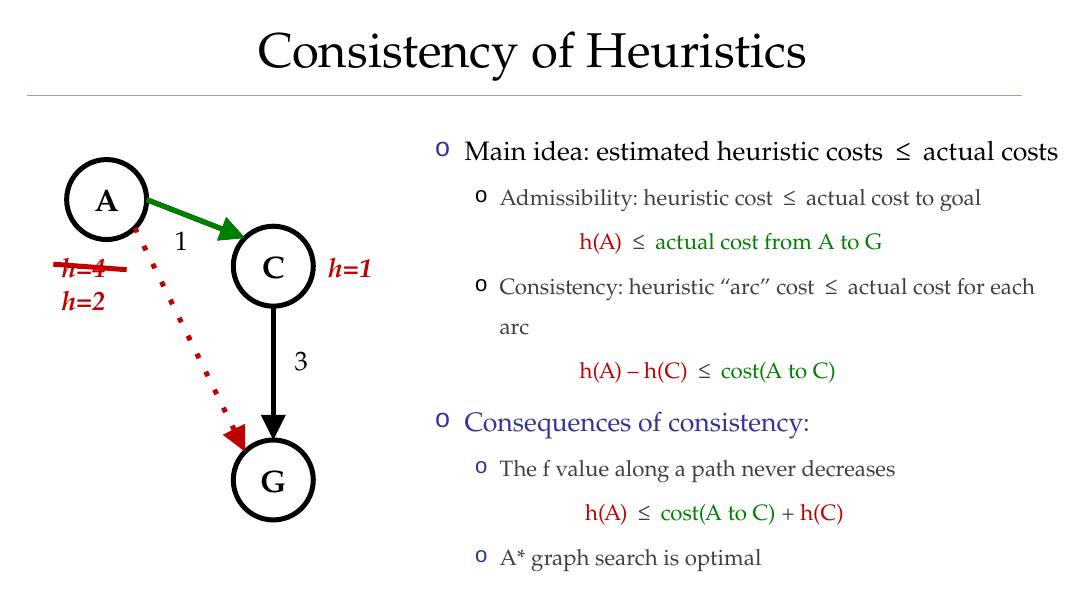 Consistency of Heuristics
A
1
C
h=4
h=2
h=1
3
G
o Main idea: estimated heuristic costs ≤ actual costs
o Admissibility: heuristic cost ≤ actual cost to goal
h(A) ≤ actual cost from A to G
o Consistency: heuristic “arc” cost ≤ actual cost for each
arc
h(A) – h(C) ≤ cost(A to C)
o Consequences of consistency:
o The f value along a path never decreases
h(A) ≤ cost(A to C) + h(C)
o A* graph search is optimal